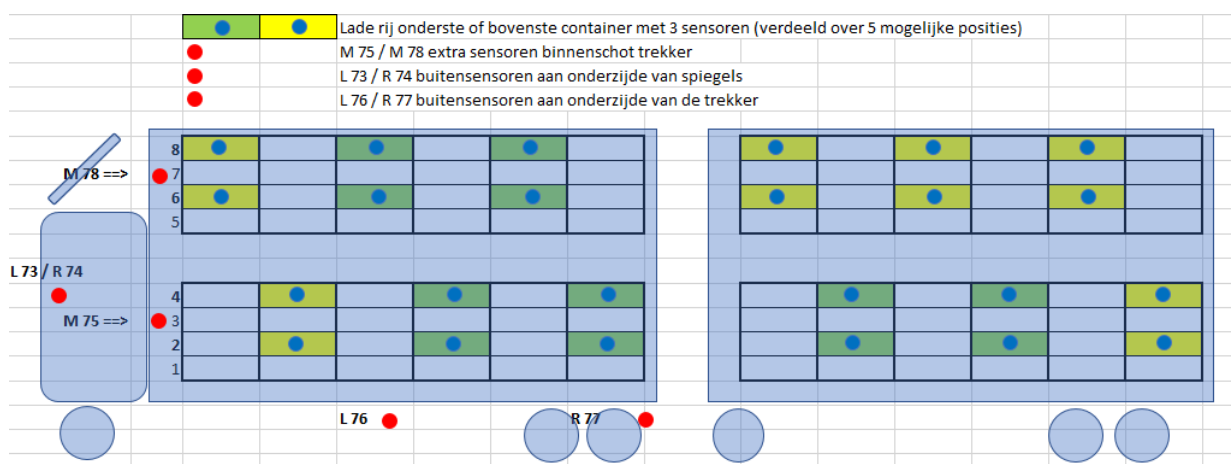 Lade rij onderste of bovenste container met 3 sensoren (verdeeld over 5 mogelijke posities)
M 75 / M 78 extra sensoren binnenschot trekker
L 73 / R 74 buitensensoren aan onderzijde van spiegels
L 76 / R 77 buitensensoren aan onderzijde van de trekker
8
M 78 ==> 7
6
5
L 73 / R 74
4
M 75 ==> 3
2
1
L 76 R 77